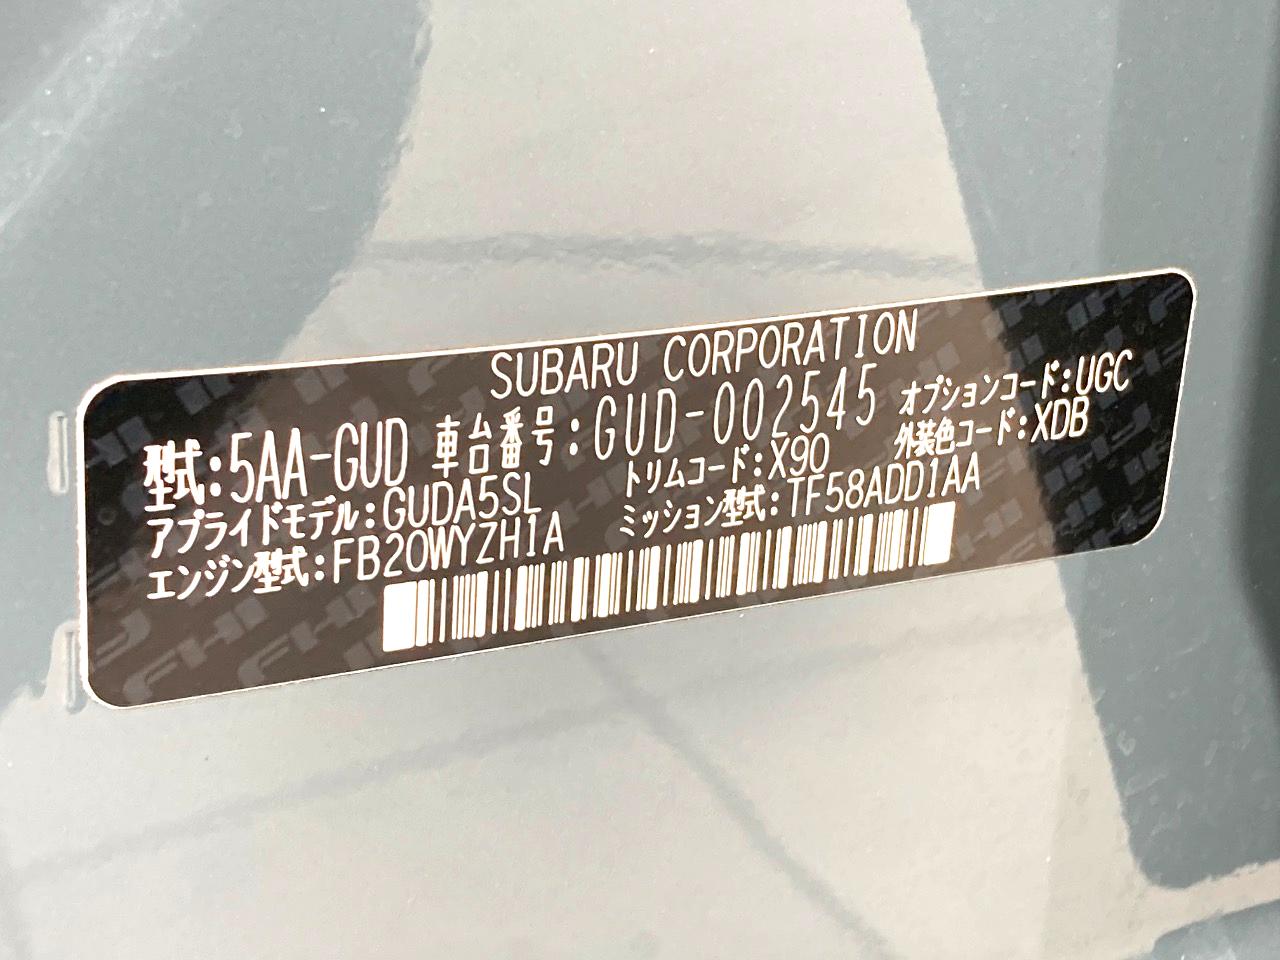 SUBARU CORPORATION
型式:5AA-GUD 車台番号:GUD-002545 オプションコード:UGC
アプライドモデル:GUDA5SL トリムコード:X90 外装色コード:XDB
エンジン型式:FB20WYZH1A ミッション型式:TF58ADD1AA